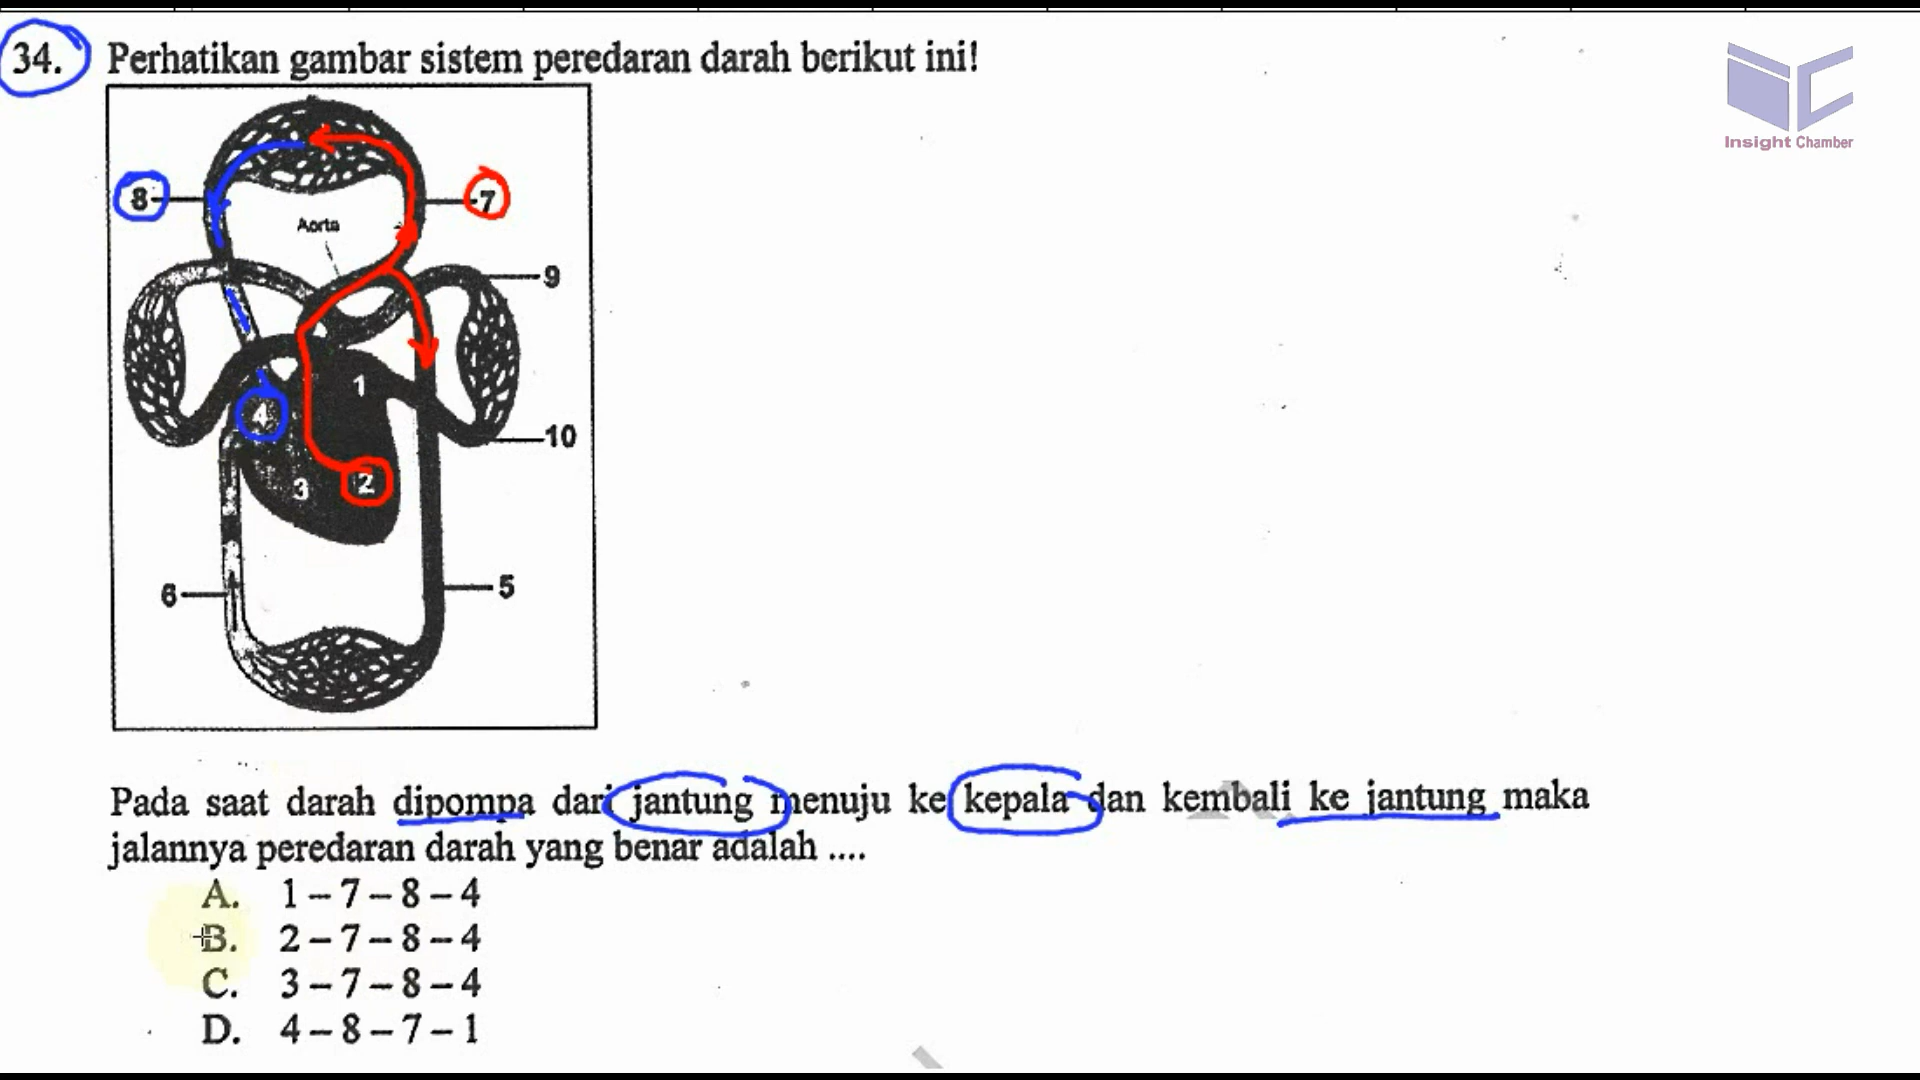 34. Perhatikan gambar sistem peredaran darah berikut ini!
Insight Chamber
8
7
Aorta
9
1
4
10
3
2
6
5
Pada saat darah dipompa dari jantung menuju ke kepala dan kembali ke jantung maka
jalannya peredaran darah yang benar adalah ....
A. 1 – 7 – 8 – 4
B. 2 – 7 – 8 – 4
C. 3 – 7 – 8 – 4
D. 4 – 8 – 7 – 1